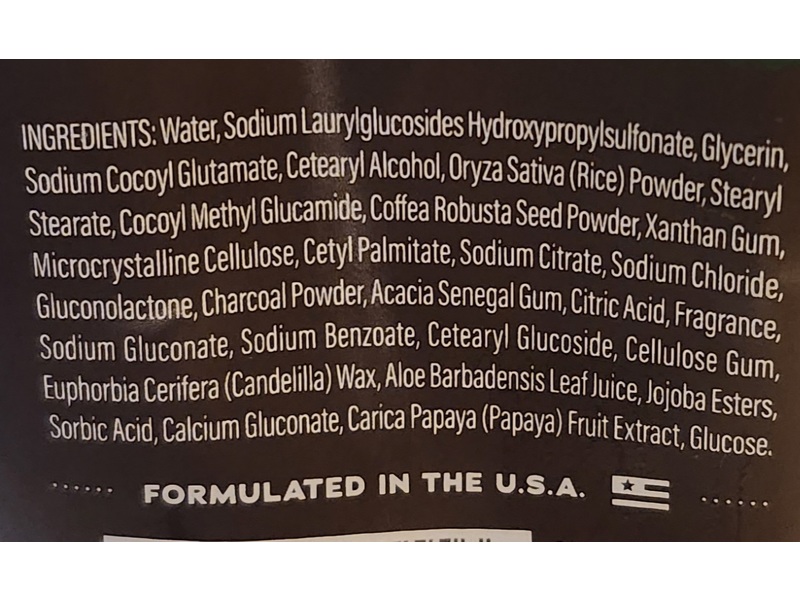 INGREDIENTS: Water, Sodium Laurylglucosides Hydroxypropylsulfonate, Glycerin,
Sodium Cocoyl Glutamate, Cetearyl Alcohol, Oryza Sativa (Rice) Powder, Stearyl
Stearate, Cocoyl Methyl Glucamide, Coffea Robusta Seed Powder, Xanthan Gum,
Microcrystalline Cellulose, Cetyl Palmitate, Sodium Citrate, Sodium Chloride,
Gluconolactone, Charcoal Powder, Acacia Senegal Gum, Citric Acid, Fragrance,
Sodium Gluconate, Sodium Benzoate, Cetearyl Glucoside, Cellulose Gum,
Euphorbia Cerifera (Candelilla) Wax, Aloe Barbadensis Leaf Juice, Jojoba Esters,
Sorbic Acid, Calcium Gluconate, Carica Papaya (Papaya) Fruit Extract, Glucose.
...... FORMULATED IN THE U.S.A. ......